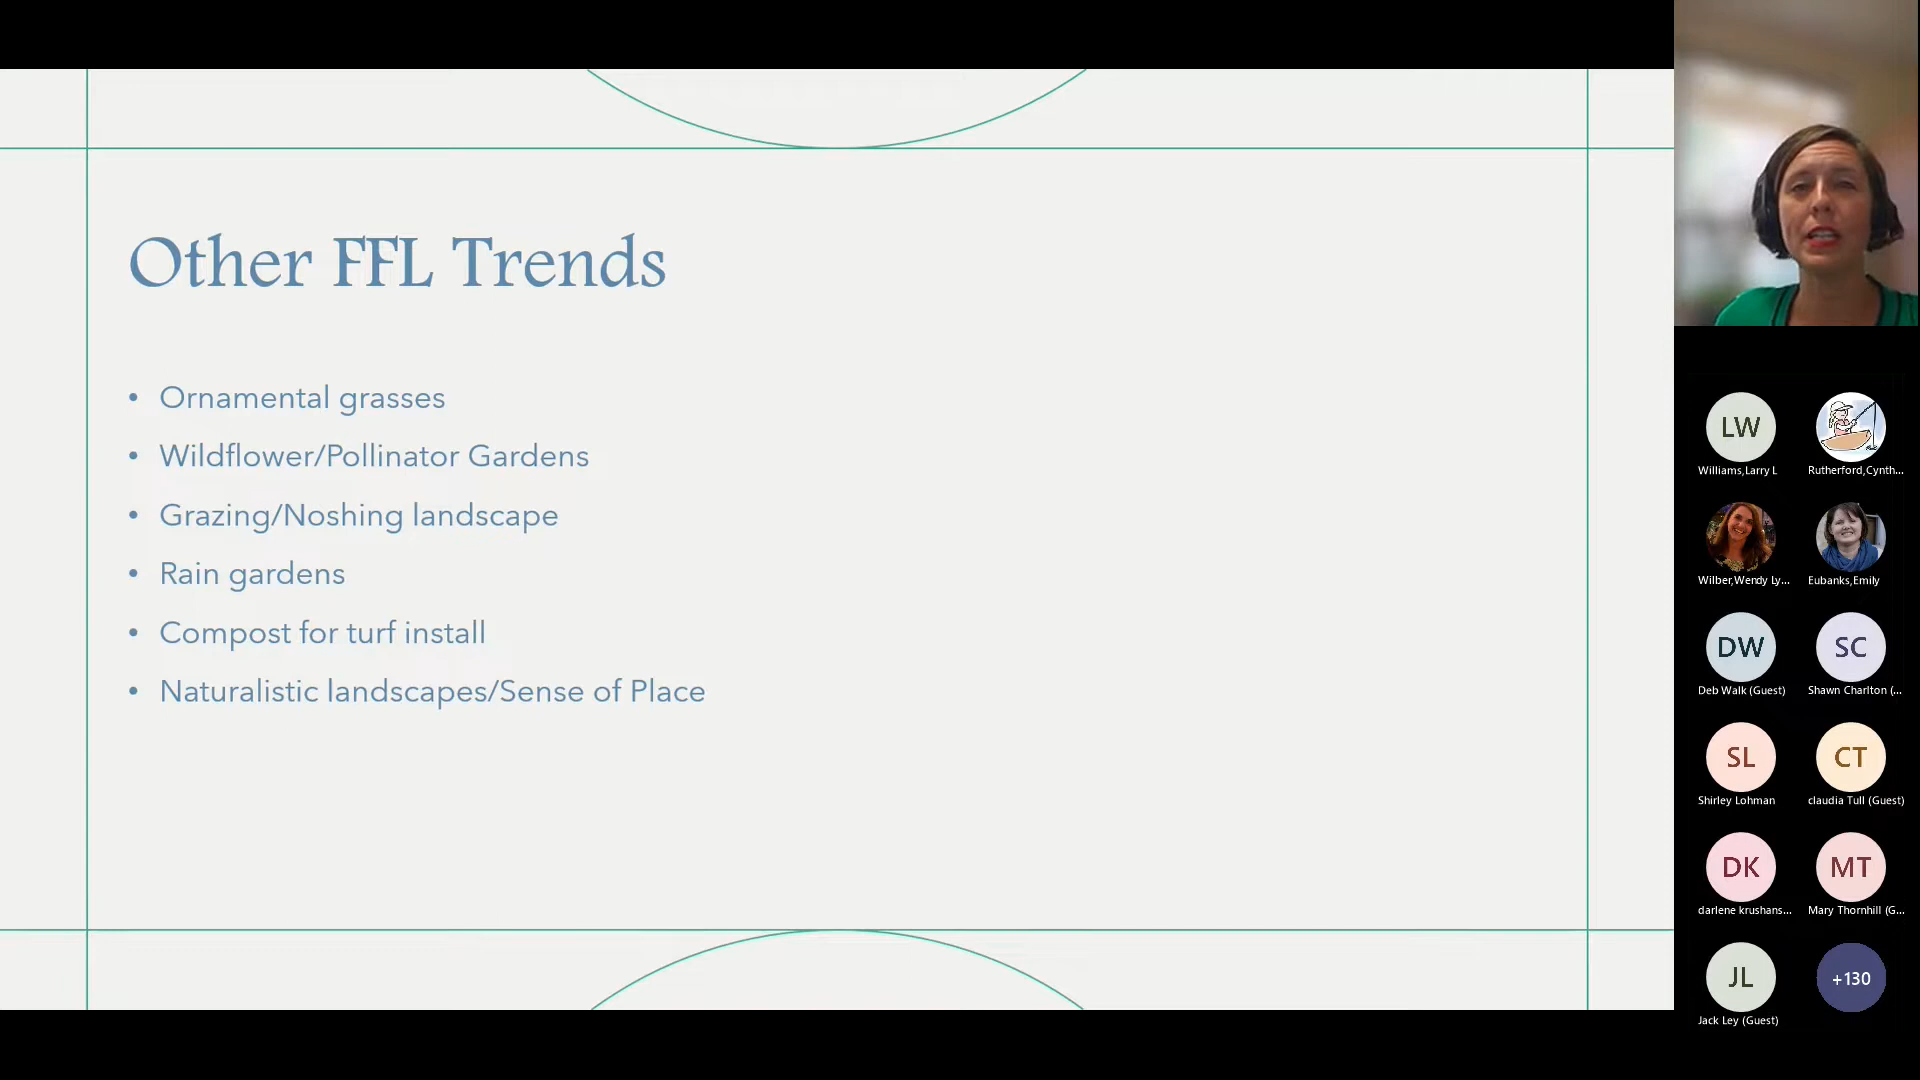 Other FFL Trends
• Ornamental grasses
• Wildflower/Pollinator Gardens
• Grazing/Noshing landscape
• Rain gardens
• Compost for turf install
• Naturalistic landscapes/Sense of Place
LW
Williams,Larry L
Rutherford,Cynth...
Wilber,Wendy Ly...
Eubanks,Emily
DW
SC
Deb Walk (Guest)
Shawn Charlton (...
SL
CT
Shirley Lohman
claudia Tull (Guest)
DK
MT
darlene krushans...
Mary Thornhill (G...
JL
+130
Jack Ley (Guest)